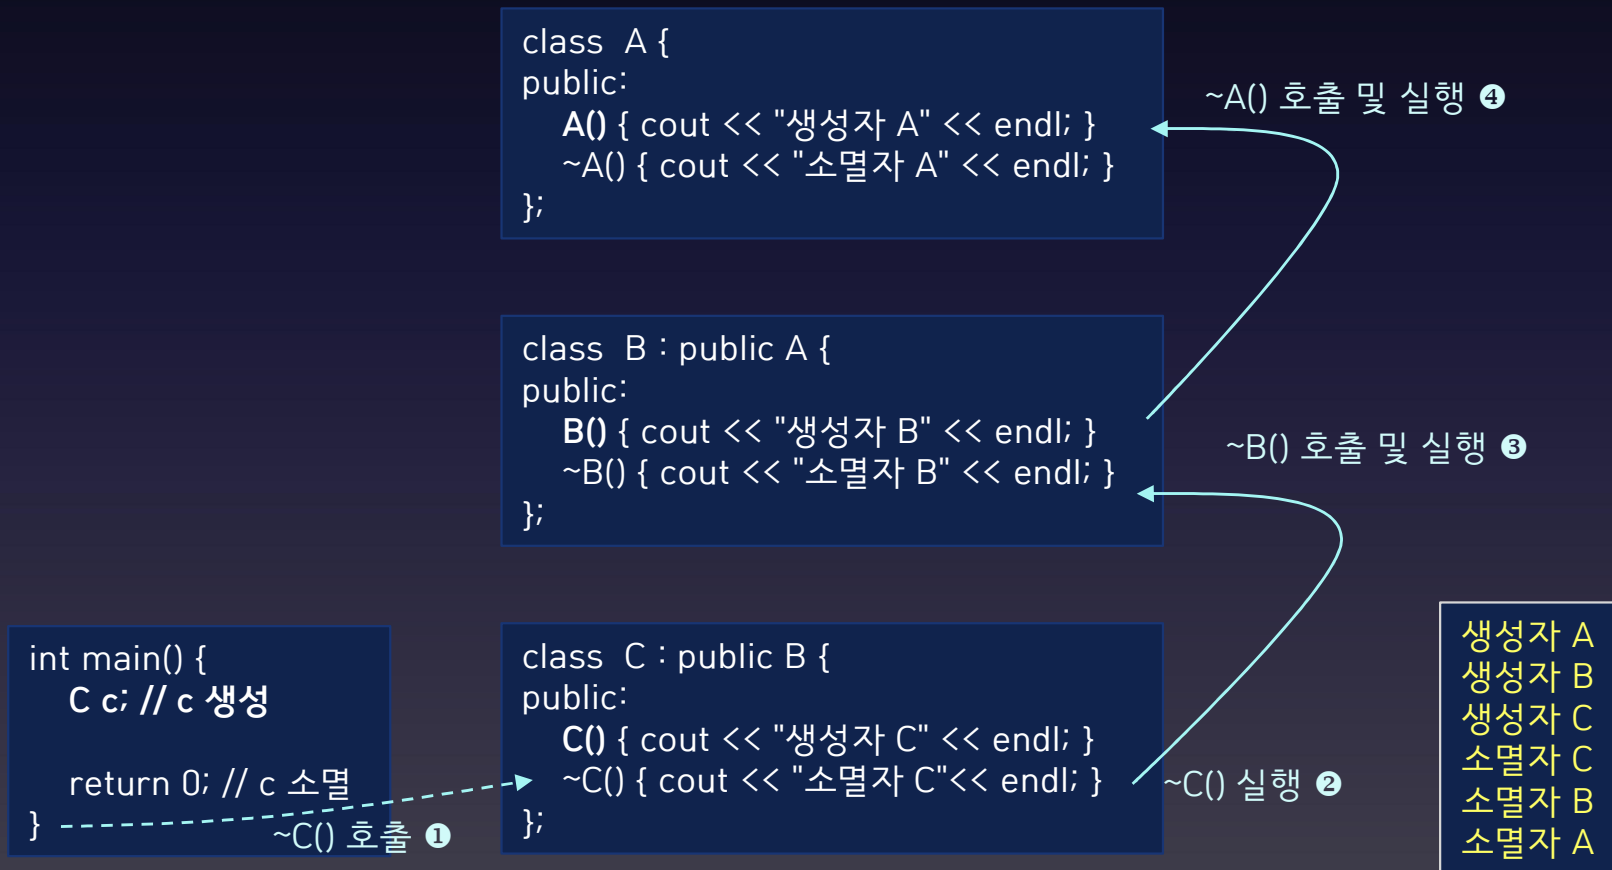 class  A {
public:
A() { cout << "생성자 A" << endl; }
~A() { cout << "소멸자 A" << endl; }
};
~A() 호출 및 실행 ❹
class  B : public A {
public:
B() { cout << "생성자 B" << endl; }
~B() { cout << "소멸자 B" << endl; }
};
~B() 호출 및 실행 ❸
int main() {
C c; // c 생성
return 0; // c 소멸
}
~C() 호출 ❶
class  C : public B {
public:
C() { cout << "생성자 C" << endl; }
~C() { cout << "소멸자 C"<< endl; }
};
~C() 실행 ❷
생성자 A
생성자 B
생성자 C
소멸자 C
소멸자 B
소멸자 A